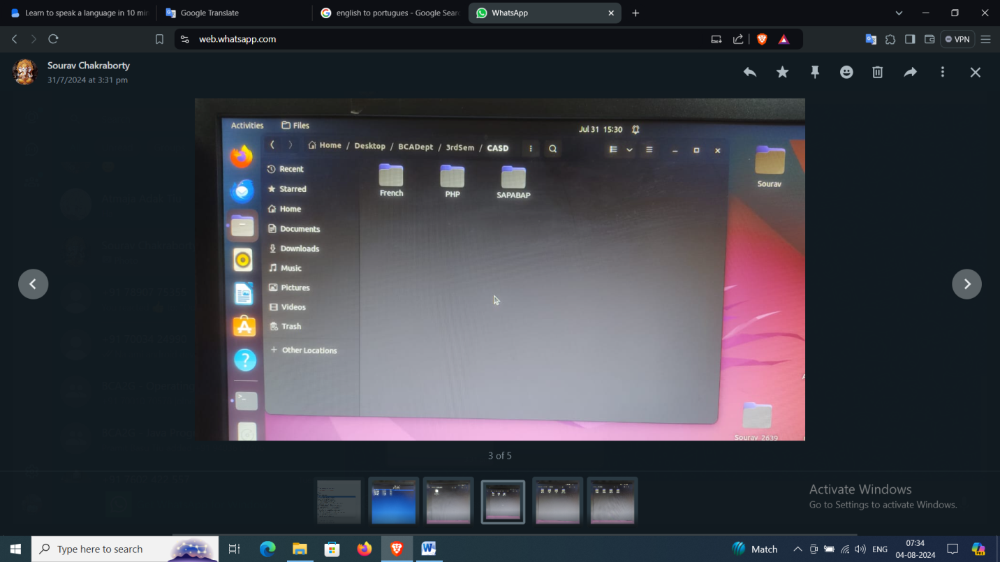 Learn to speak a language in 10 min
Google Translate
english to portugues - Google Sear
WhatsApp
web.whatsapp.com
VPN
Sourav Chakraborty
31/7/2024 at 3:31 pm
Activities
Files
Jul 31 15:30
Home / Desktop / BCADept / 3rdSem / CASD
Recent
Starred
Home
Documents
Downloads
Music
Pictures
Videos
Trash
+ Other Locations
French
PHP
SAPABAP
Sourav
Sourav 2639
3 of 5
Activate Windows
Go to Settings to activate Windows.
Type here to search
Match
ENG
07:34
04-08-2024